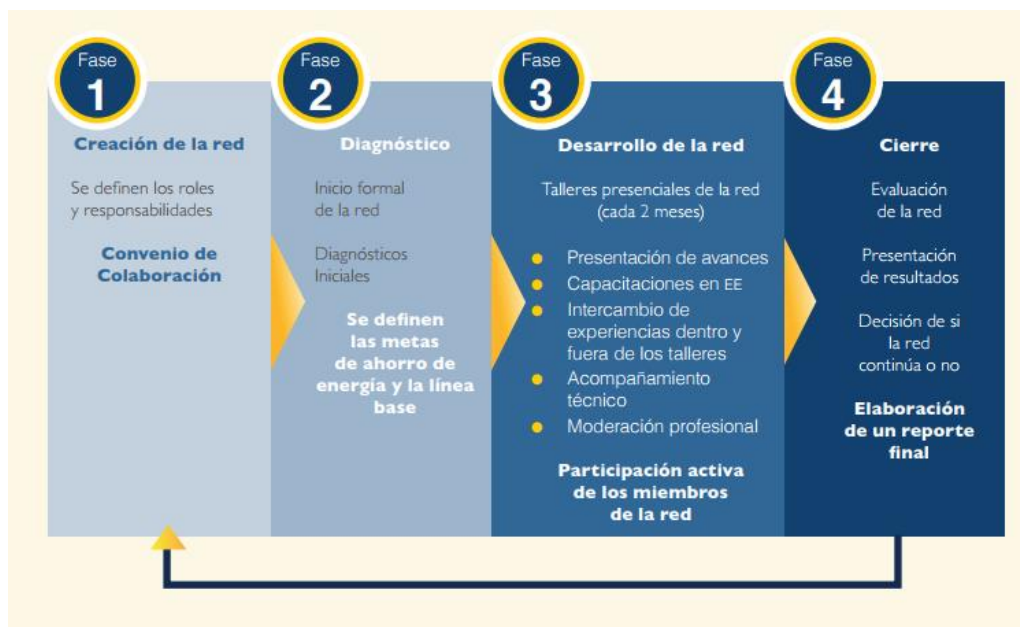 Fase
1
Creación de la red
Se definen los roles
y responsabilidades
Convenio de
Colaboración
Fase
2
Diagnóstico
Inicio formal
de la red
Diagnósticos
Iniciales
Se definen
las metas
de ahorro de
energía y la línea
base
Fase
3
Desarrollo de la red
Talleres presenciales de la red
(cada 2 meses)
Presentación de avances
Capacitaciones en EE
Intercambio de
experiencias dentro y
fuera de los talleres
Acompañamiento
técnico
Moderación profesional
Participación activa
de los miembros
de la red
Fase
4
Cierre
Evaluación
de la red
Presentación
de resultados
Decisión de si
la red
continúa o no
Elaboración
de un reporte
final